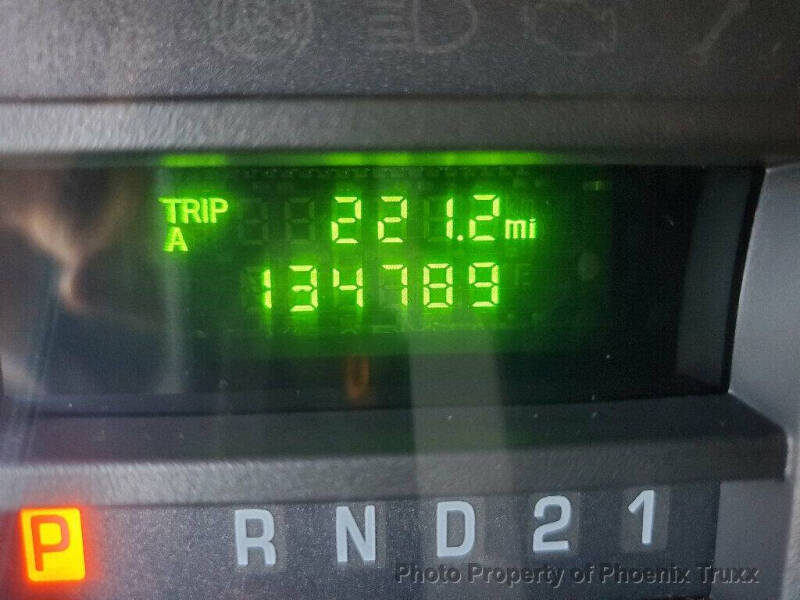 TRIP 221.2 mi
A
134789
P R N D 2 1
Photo Property of Phoenix Truxx